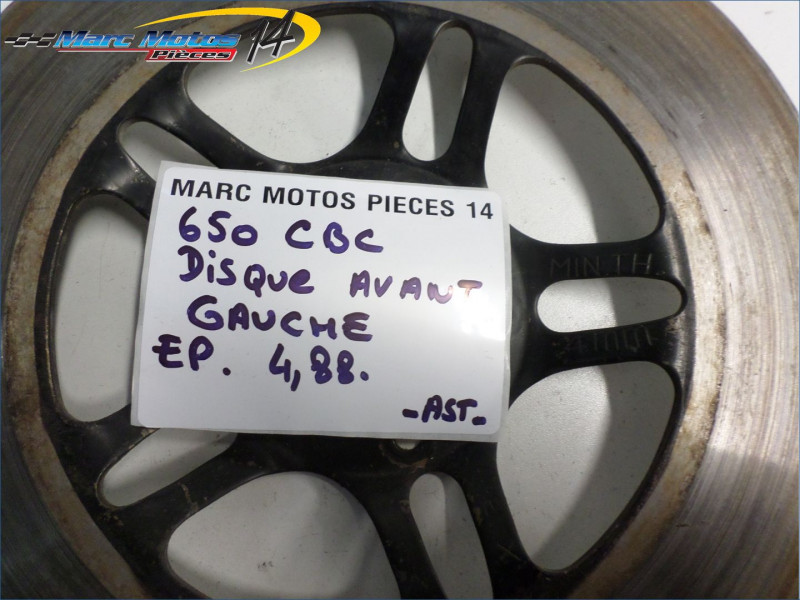 Marc Motos 14
Pièces
MARC MOTOS PIECES 14
650 CBC
DISQUE AVANT
GAUCHE
EP. 4,88.
-AST-
MIN.TH.